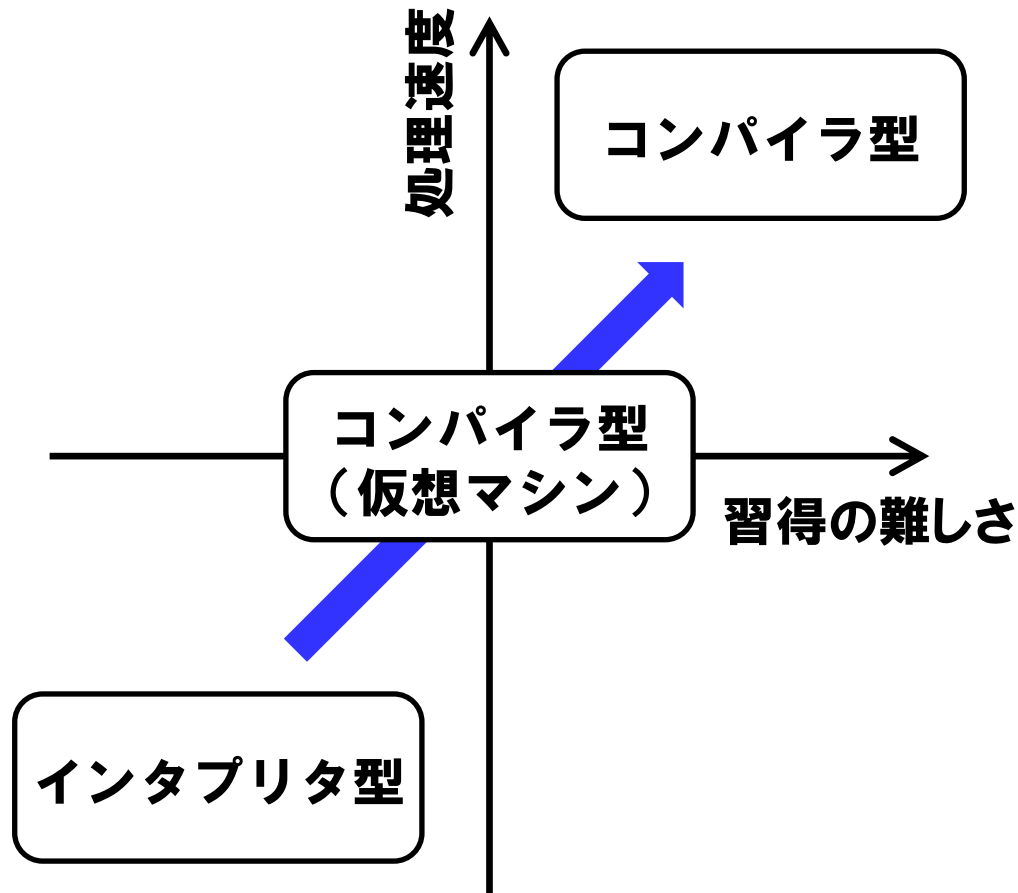 処理速度
コンパイラ型
コンパイラ型
（仮想マシン）
習得の難しさ
インタプリタ型